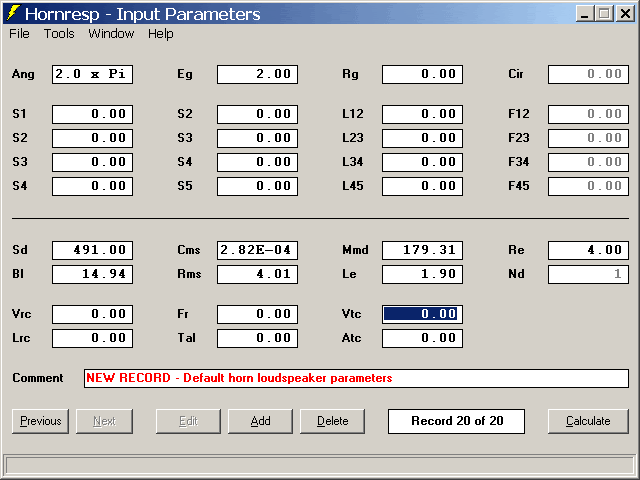 Hornresp - Input Parameters
File Tools Window Help
Ang 2.0 x Pi Eg 2.00 Rg 0.00 Cir 0.00
S1 0.00 S2 0.00 L12 0.00 F12 0.00
S2 0.00 S3 0.00 L23 0.00 F23 0.00
S3 0.00 S4 0.00 L34 0.00 F34 0.00
S4 0.00 S5 0.00 L45 0.00 F45 0.00
Sd 491.00 Cms 2.82E-04 Mmd 179.31 Re 4.00
Bl 14.94 Rms 4.01 Le 1.90 Nd 1
Vrc 0.00 Fr 0.00 Vtc 0.00
Lrc 0.00 Tal 0.00 Atc 0.00
Comment NEW RECORD - Default horn loudspeaker parameters
Previous Next Edit Add Delete Record 20 of 20 Calculate